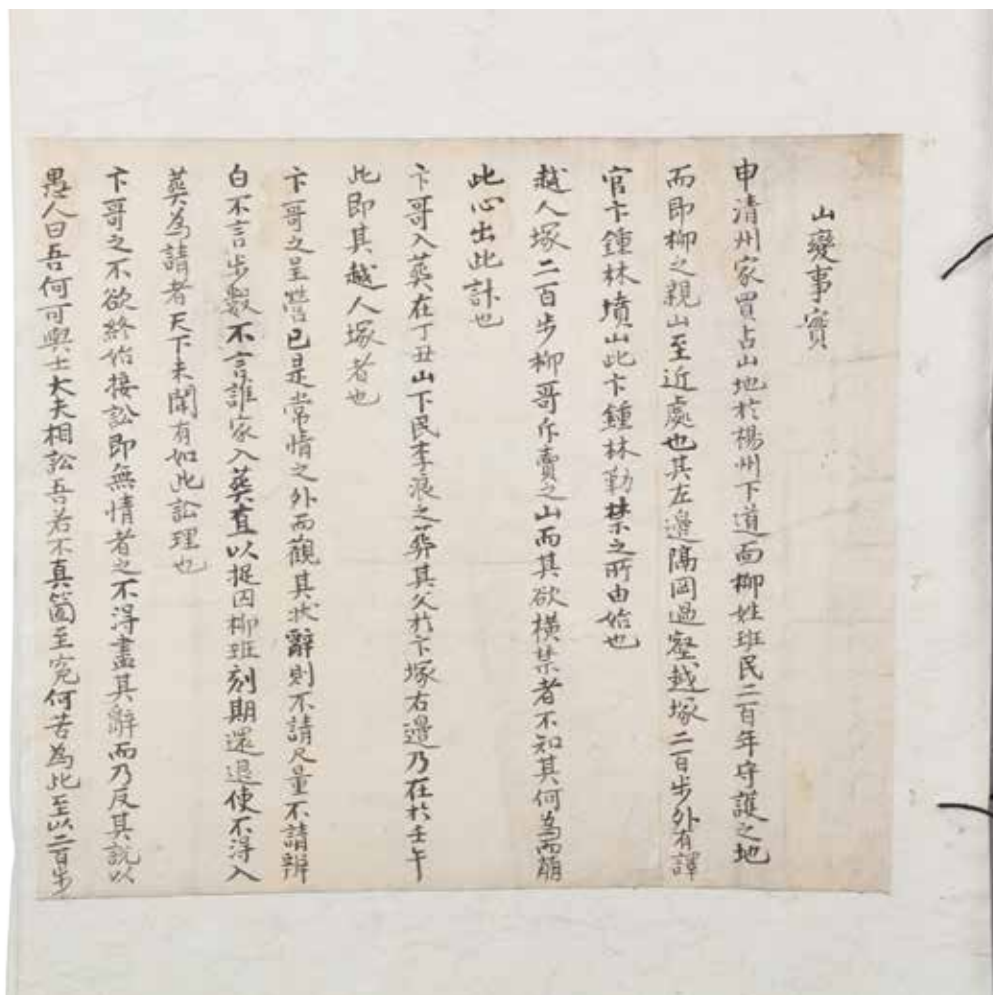 山變事實
申清州家買占山地於楊州下道面柳姓班民二百年守護之地
而即柳之親山至近處也其左邊隔岡過壑越塚二百步外有譯
官卞鍾林墳山此卞鍾林勒禁之所由始也
越人塚二百步柳哥斥賣之山而其欲橫禁者不知其何為而萌
此心出此計也
卞哥入葬在丁丑山下民李浪之葬其父於卞塚右邊乃在於壬午
此即其越人塚者也
卞哥之呈營已是常情之外而觀其狀辭則不請尺量不請辨
白不言步數不言誰家入葬直以捉囚柳班刻期還退使不得入
葬為請者天下未聞有如此訟理也
卞哥之不欲終始接訟即無情者之不得盡其辭而乃反其說以
愚人曰吾何可與士大夫相訟吾若不真箇至寃何苦為此至以二百步